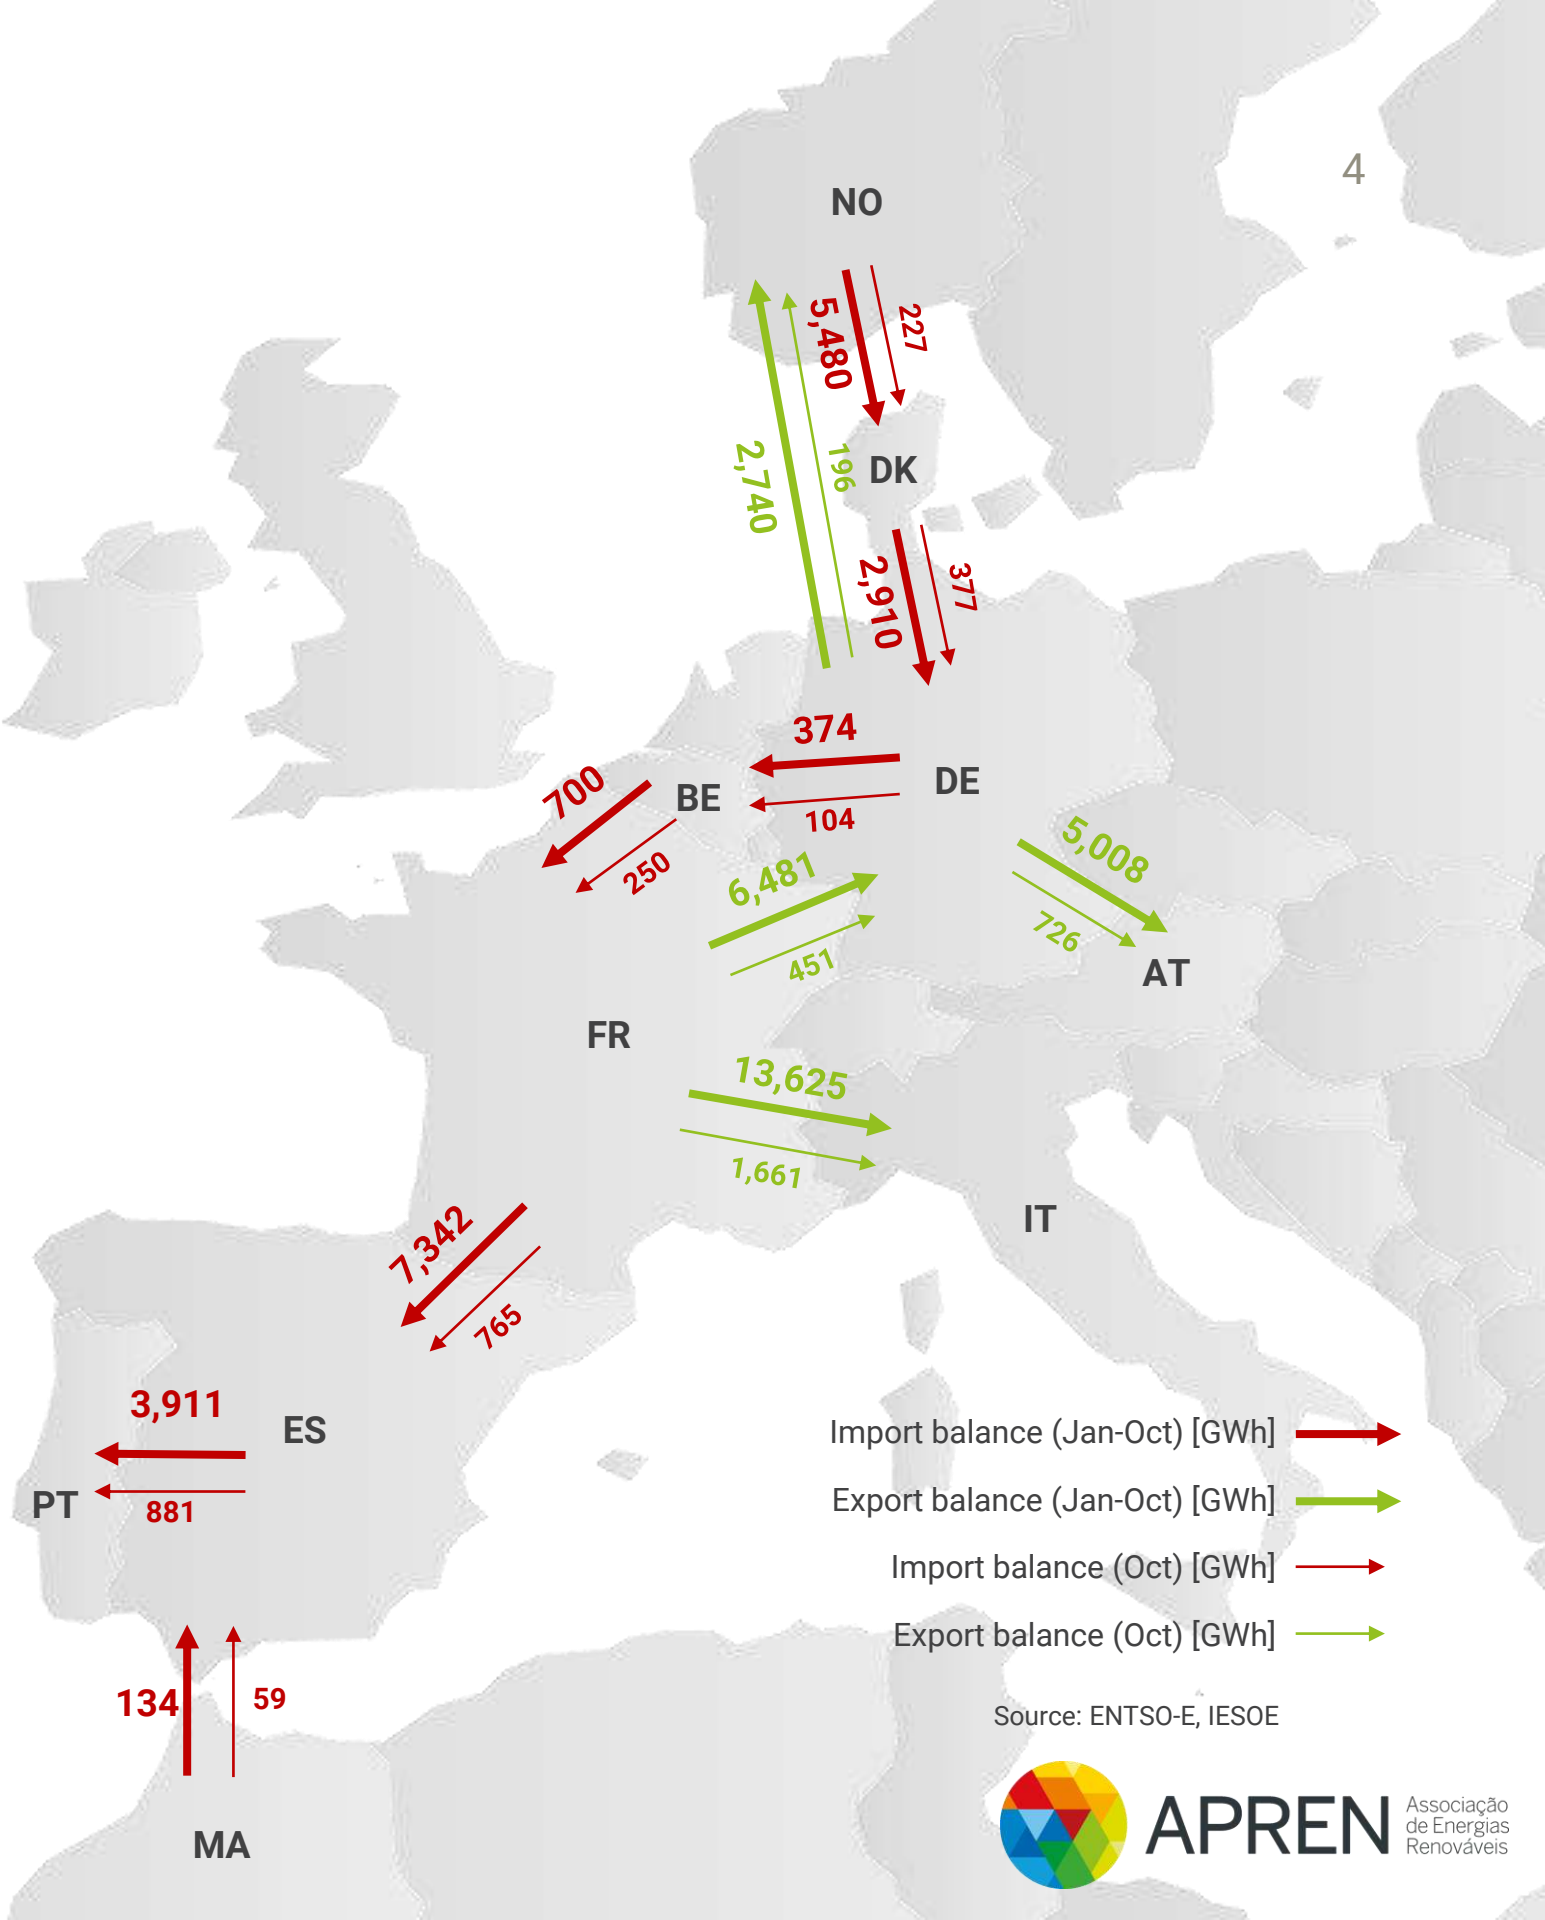 4
NO
5,480
227
2,740
196
DK
2,910
377
374
DE
700
BE
104
250
6,481
5,008
451
726
AT
FR
13,625
1,661
IT
7,342
765
3,911
ES
PT
881
Import balance (Jan-Oct) [GWh]
Export balance (Jan-Oct) [GWh]
Import balance (Oct) [GWh]
Export balance (Oct) [GWh]
134
59
Source: ENTSO-E, IESOE
MA
APREN
Associação
de Energias
Renováveis